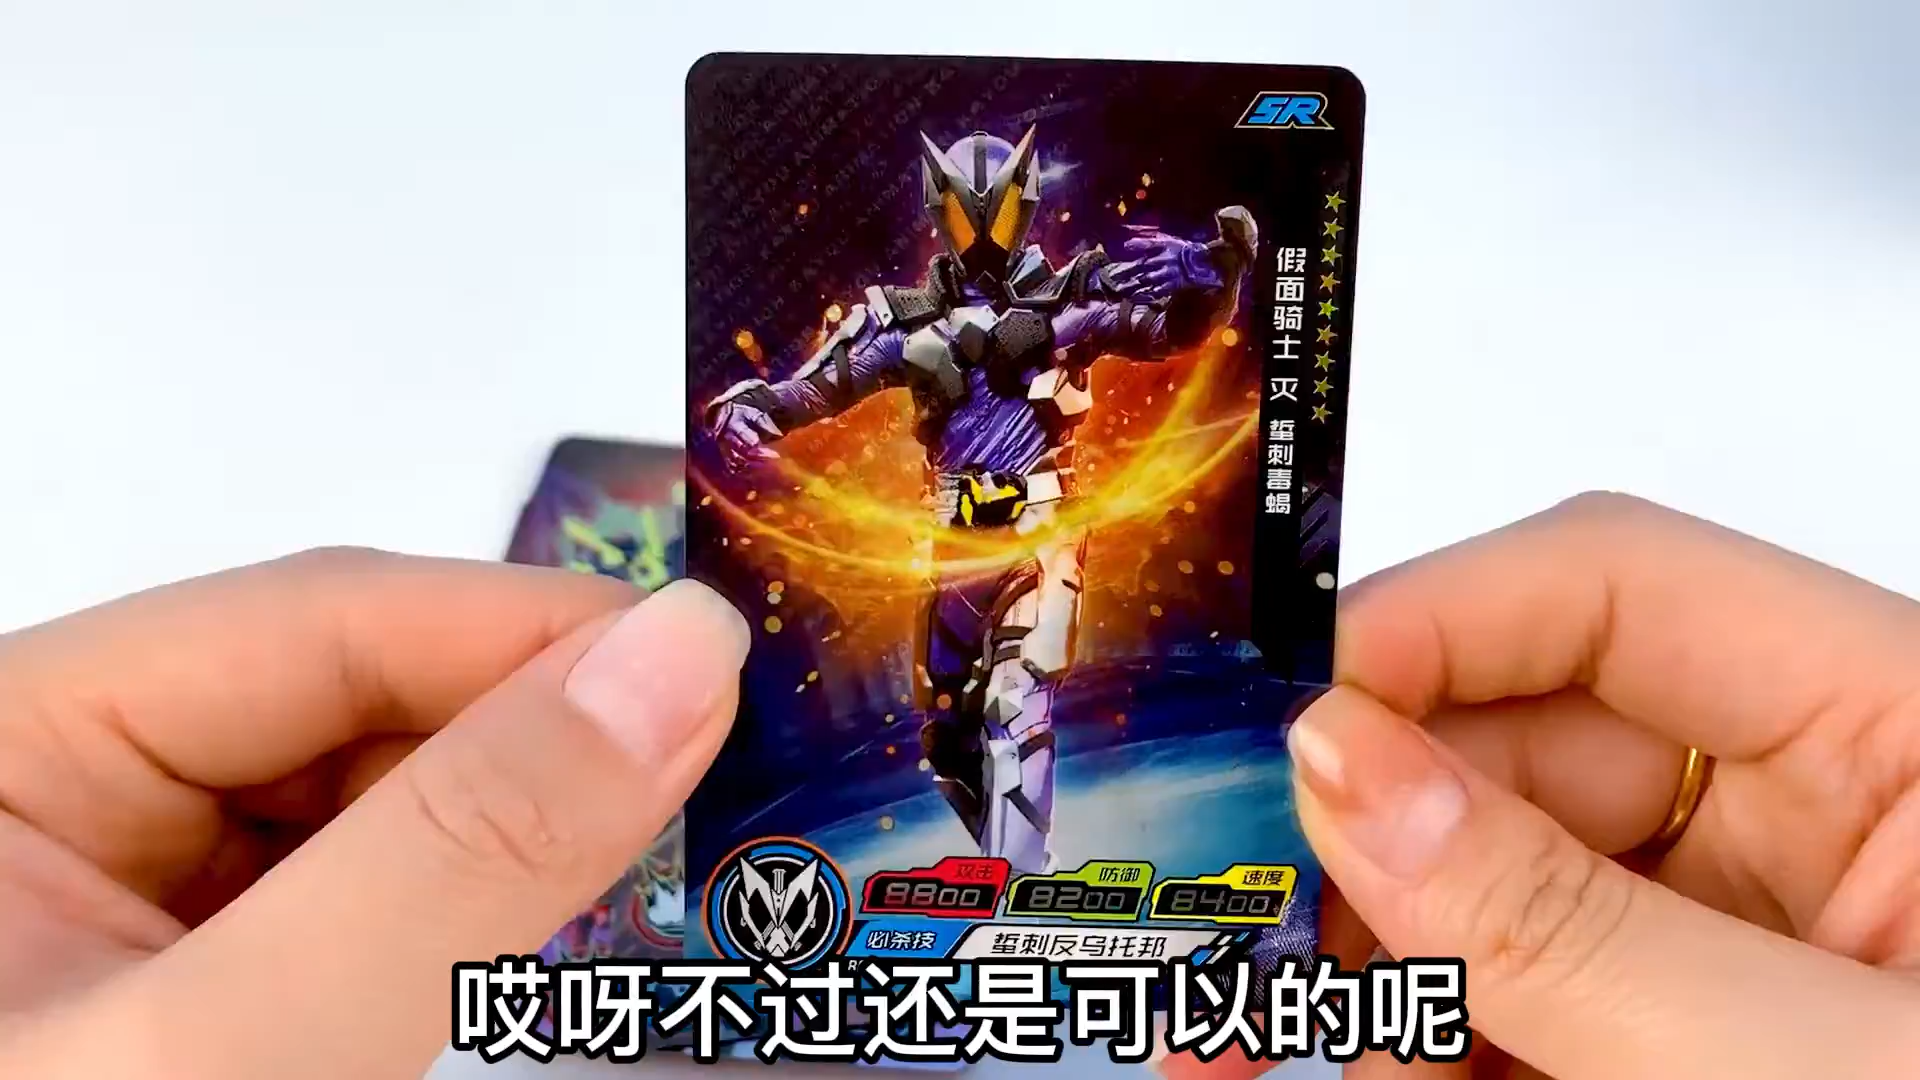 SR
假面骑士 灭 蜇刺毒蝎
攻击
8800
防御
8200
速度
8400
必杀技
蜇刺反乌托邦
哎呀不过还是可以的呢